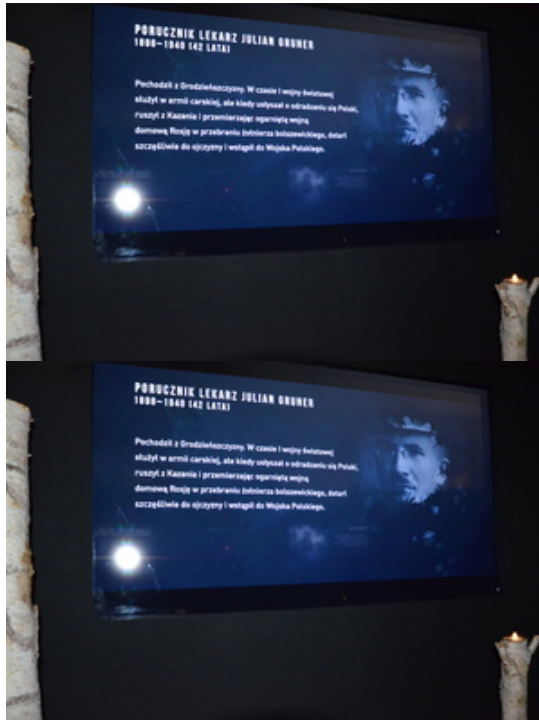 PORUCZNIK LEKARZ JULIAN GRUNER
1898–1940 (42 LATA)
Pochodził z Grodzieńszczyzny. W czasie I wojny światowej
służył w armii carskiej, ale kiedy usłyszał o odradzaniu się Polski,
ruszył z Kazania i przemierzając ogarniętą wojną
domową Rosję w przebraniu żołnierza bolszewickiego, dotarł
szczęśliwie do ojczyzny i wstąpił do Wojska Polskiego.
PORUCZNIK LEKARZ JULIAN GRUNER
1898–1940 (42 LATA)
Pochodził z Grodzieńszczyzny. W czasie I wojny światowej
służył w armii carskiej, ale kiedy usłyszał o odradzaniu się Polski,
ruszył z Kazania i przemierzając ogarniętą wojną
domową Rosję w przebraniu żołnierza bolszewickiego, dotarł
szczęśliwie do ojczyzny i wstąpił do Wojska Polskiego.